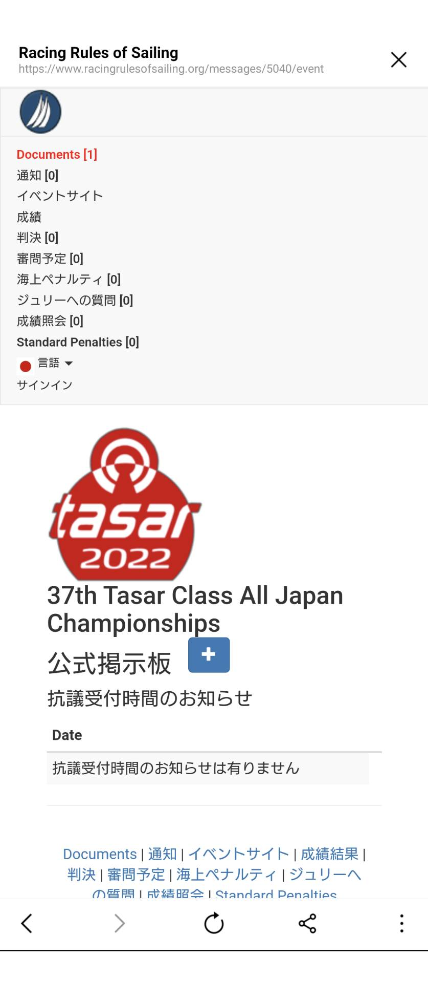 Racing Rules of Sailing
https://www.racingrulesofsailing.org/messages/5040/event
Documents [1]
通知 [0]
イベントサイト
成績
判決 [0]
審問予定 [0]
海上ペナルティ [0]
ジュリーへの質問 [0]
成績照会 [0]
Standard Penalties [0]
言語
サインイン
tasar
2022
37th Tasar Class All Japan
Championships
公式掲示板
抗議受付時間のお知らせ
Date
抗議受付時間のお知らせは有りません
Documents | 通知 | イベントサイト | 成績結果 |
判決 | 審問予定 | 海上ペナルティ | ジュリーへ
の質問 | 成績照会 | Standard Penalties